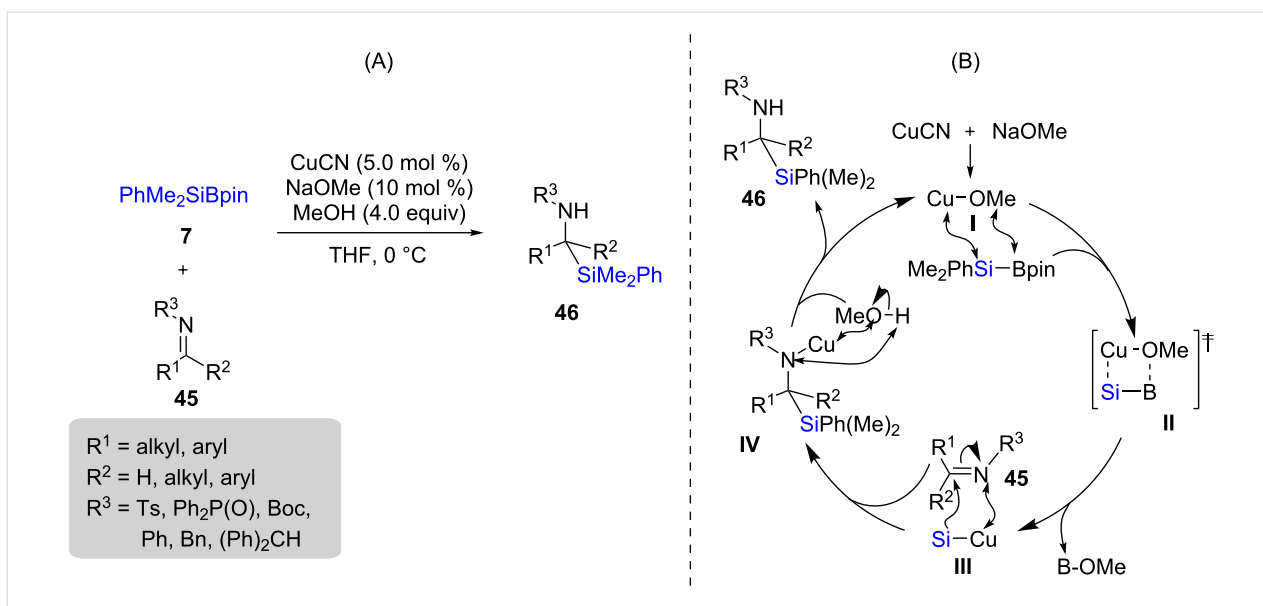 (A)
PhMe₂SiBpin
7
+
R³
N
R¹
R²
45
CuCN (5.0 mol %)
NaOMe (10 mol %)
MeOH (4.0 equiv)
THF, 0 °C
R³
NH
R¹
R²
SiMe₂Ph
46
R¹ = alkyl, aryl
R² = H, alkyl, aryl
R³ = Ts, Ph₂P(O), Boc,
Ph, Bn, (Ph)₂CH
(B)
R³
NH
R¹
R²
SiPh(Me)₂
46
CuCN + NaOMe
Cu-OMe
I
Me₂PhSi-Bpin
Cu-OMe
Si-B
‡
II
B-OMe
R¹
R³
N
R²
45
Si-Cu
III
MeO-H
R³
Cu
N
R¹
R²
SiPh(Me)₂
IV